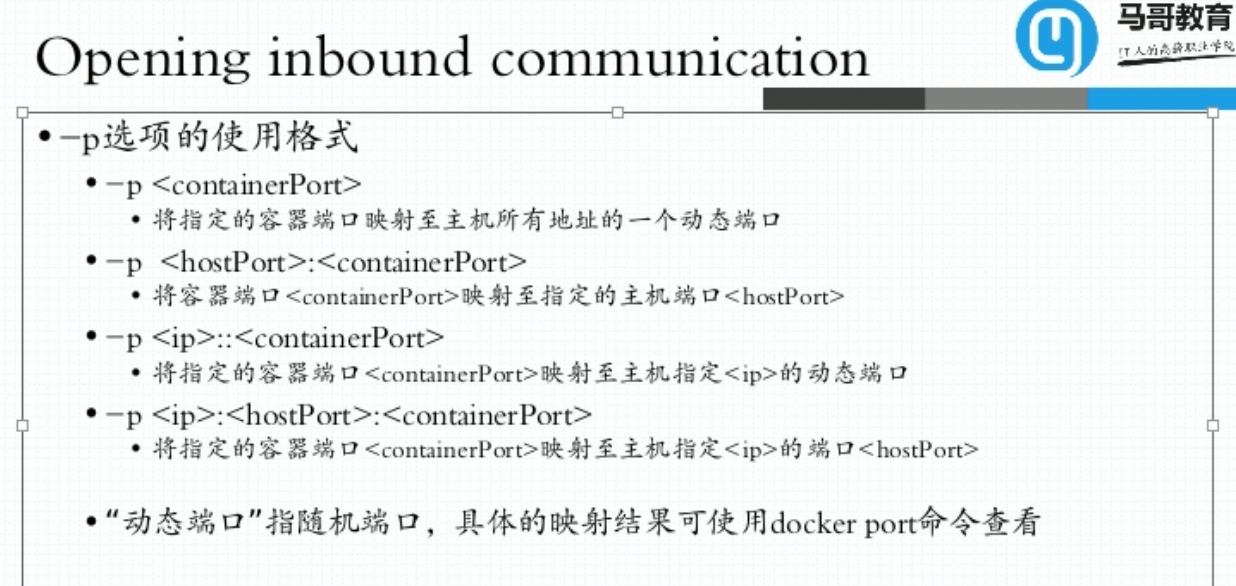 马哥教育
IT人的高薪职业学院
Opening inbound communication
•–p选项的使用格式
•–p <containerPort>
•将指定的容器端口映射至主机所有地址的一个动态端口
•–p <hostPort>:<containerPort>
•将容器端口<containerPort>映射至指定的主机端口<hostPort>
•–p <ip>::<containerPort>
•将指定的容器端口<containerPort>映射至主机指定<ip>的动态端口
•–p <ip>:<hostPort>:<containerPort>
•将指定的容器端口<containerPort>映射至主机指定<ip>的端口<hostPort>
•“动态端口”指随机端口，具体的映射结果可使用docker port命令查看